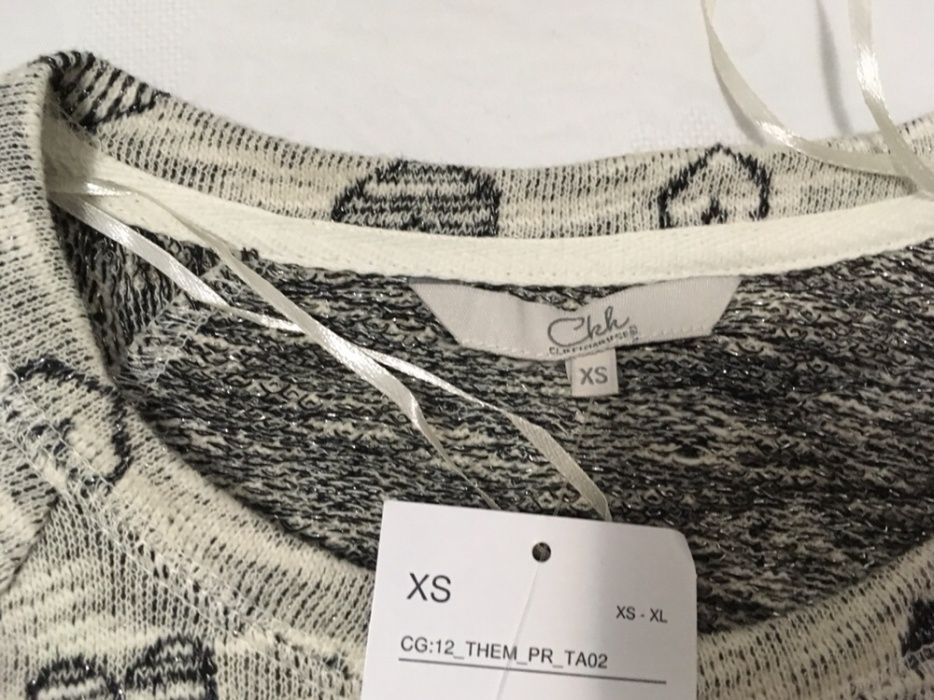 Ckh
XS
XS
XS - XL
CG:12_THEM_PR_TA02